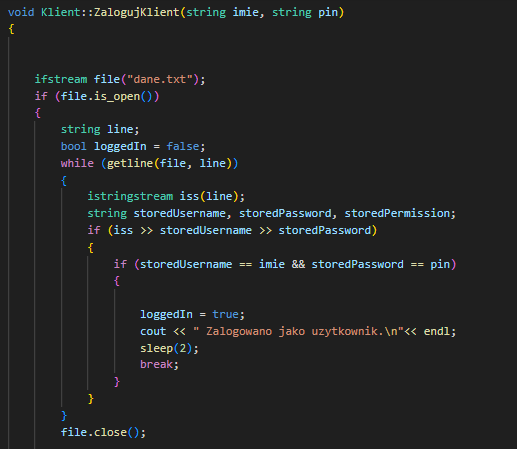 void Klient::ZalogujKlient(string imie, string pin)
{
ifstream file("dane.txt");
if (file.is_open())
{
string line;
bool loggedIn = false;
while (getline(file, line))
{
istringstream iss(line);
string storedUsername, storedPassword, storedPermission;
if (iss >> storedUsername >> storedPassword)
{
if (storedUsername == imie && storedPassword == pin)
{
loggedIn = true;
cout << " Zalogowano jako uzytkownik.\n"<< endl;
sleep(2);
break;
}
}
}
file.close();